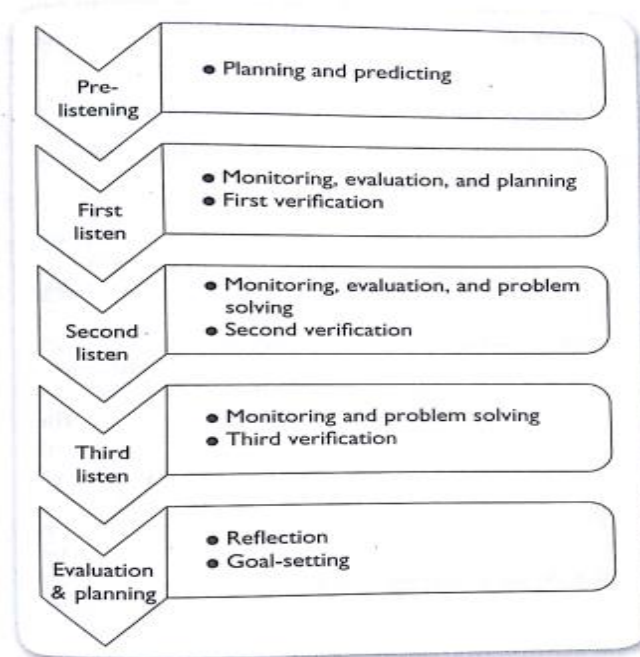 Pre-
listening
● Planning and predicting
First
listen
● Monitoring, evaluation, and planning
● First verification
Second
listen
● Monitoring, evaluation, and problem
solving
● Second verification
Third
listen
● Monitoring and problem solving
● Third verification
Evaluation
& planning
● Reflection
● Goal-setting